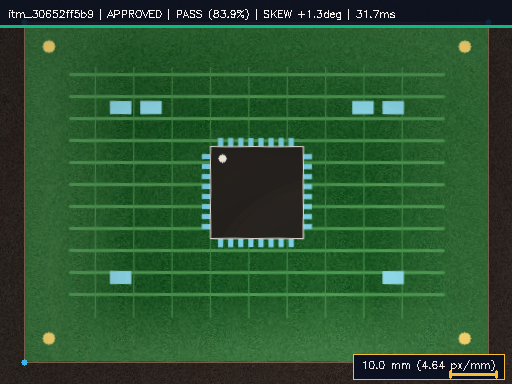 itm_30652ff5b9 | APPROVED | PASS (83.9%) | SKEW +1.3deg | 31.7ms
10.0 mm (4.64 px/mm)